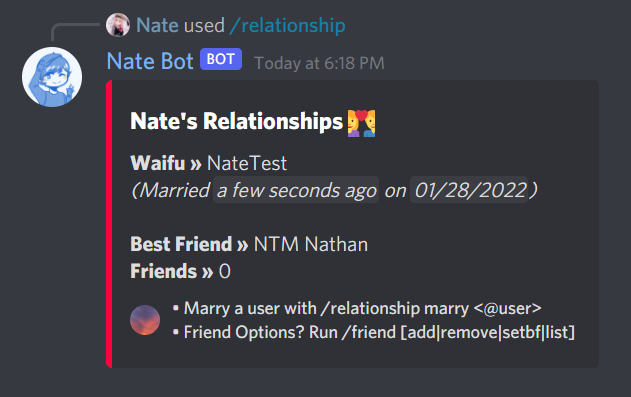 Nate used /relationship
Nate Bot BOT Today at 6:18 PM
Nate's Relationships
Waifu » NateTest
(Married a few seconds ago on 01/28/2022)
Best Friend » NTM Nathan
Friends » 0
• Marry a user with /relationship marry <@user>
• Friend Options? Run /friend [add|remove|setbf|list]